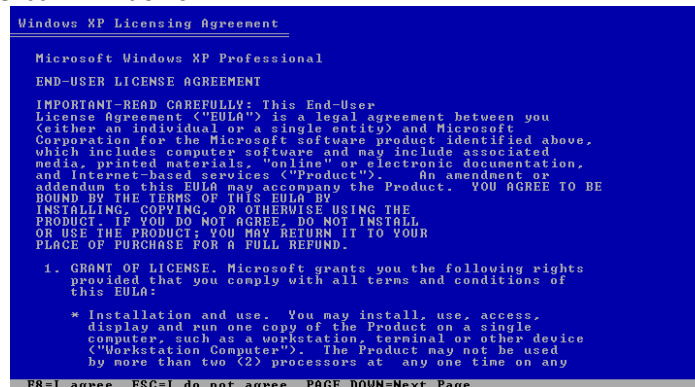 Windows XP Licensing Agreement
Microsoft Windows XP Professional
END-USER LICENSE AGREEMENT
IMPORTANT-READ CAREFULLY: This End-User
License Agreement ("EULA") is a legal agreement between you
(either an individual or a single entity) and Microsoft
Corporation for the Microsoft software product identified above,
which includes computer software and may include associated
media, printed materials, "online" or electronic documentation,
and Internet-based services ("Product"). An amendment or
addendum to this EULA may accompany the Product. YOU AGREE TO BE
BOUND BY THE TERMS OF THIS EULA BY
INSTALLING, COPYING, OR OTHERWISE USING THE
PRODUCT. IF YOU DO NOT AGREE, DO NOT INSTALL
OR USE THE PRODUCT; YOU MAY RETURN IT TO YOUR
PLACE OF PURCHASE FOR A FULL REFUND.
1. GRANT OF LICENSE. Microsoft grants you the following rights
provided that you comply with all terms and conditions of
this EULA:
* Installation and use. You may install, use, access,
display and run one copy of the Product on a single
computer, such as a workstation, terminal or other device
("Workstation Computer"). The Product may not be used
by more than two (2) processors at any one time on any
F8=I agree ESC=I do not agree PAGE DOWN=Next Page